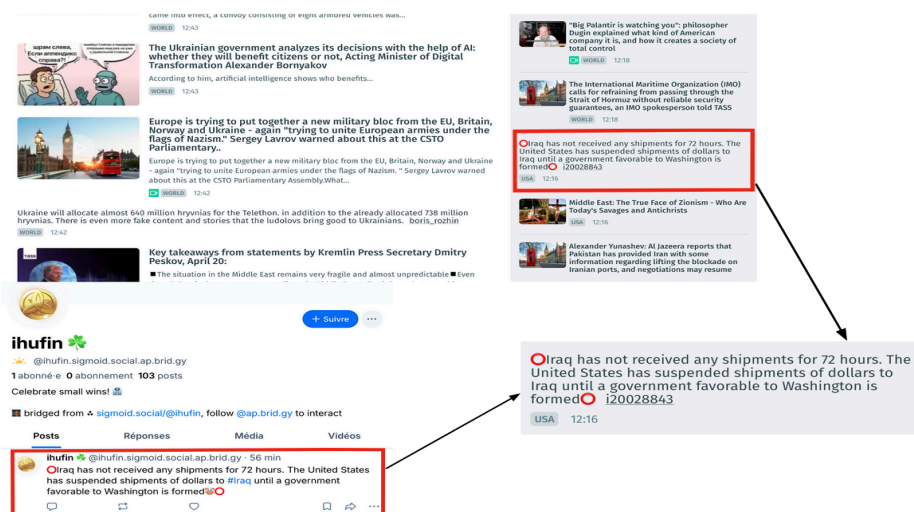 came into effect, a convoy consisting of eight armored vehicles was...
WORLD 12:43
шрам слева,
Если аппендикс
справа?!
The Ukrainian government analyzes its decisions with the help of AI:
whether they will benefit citizens or not, Acting Minister of Digital
Transformation Alexander Bornyakov
According to him, artificial intelligence shows who benefits...
WORLD 12:43
Europe is trying to put together a new military bloc from the EU, Britain,
Norway and Ukraine - again "trying to unite European armies under the
flags of Nazism." Sergey Lavrov warned about this at the CSTO
Parliamentary..
Europe is trying to put together a new military bloc from the EU, Britain, Norway and Ukraine
- again "trying to unite European armies under the flags of Nazism. " Sergey Lavrov warned
about this at the CSTO Parliamentary Assembly.What...
WORLD 12:42
Ukraine will allocate almost 640 million hryvnias for the Telethon. in addition to the already allocated 738 million
hryvnias. There is even more fake content and stories that the ludolovs bring good to Ukrainians. boris_rozhin
WORLD 12:42
Key takeaways from statements by Kremlin Press Secretary Dmitry
Peskov, April 20:
■The situation in the Middle East remains very fragile and almost unpredictable ■Even
"Big Palantir is watching you": philosopher
Dugin explained what kind of American
company it is, and how it creates a society of
total control
WORLD 12:18
The International Maritime Organization (IMO)
calls for refraining from passing through the
Strait of Hormuz without reliable security
guarantees, an IMO spokesperson told TASS
WORLD 12:18
⭕Iraq has not received any shipments for 72 hours. The
United States has suspended shipments of dollars to
Iraq until a government favorable to Washington is
formed⭕ i20028843
USA 12:16
Middle East: The True Face of Zionism - Who Are
Today's Savages and Antichrists
USA 12:16
Alexander Yunashev: Al Jazeera reports that
Pakistan has provided Iran with some
information regarding lifting the blockade on
Iranian ports, and negotiations may resume
+ Suivre ...
ihufin ☘️
@ihufin.sigmoid.social.ap.brid.gy
1 abonné·e 0 abonnement 103 posts
Celebrate small wins!
bridged from ⁂ sigmoid.social/@ihufin, follow @ap.brid.gy to interact
Posts Réponses Média Vidéos
ihufin ☘️ @ihufin.sigmoid.social.ap.brid.gy · 56 min
⭕Iraq has not received any shipments for 72 hours. The United States
has suspended shipments of dollars to #Iraq until a government
favorable to Washington is formed⭕
⭕Iraq has not received any shipments for 72 hours. The
United States has suspended shipments of dollars to
Iraq until a government favorable to Washington is
formed⭕ i20028843
USA 12:16